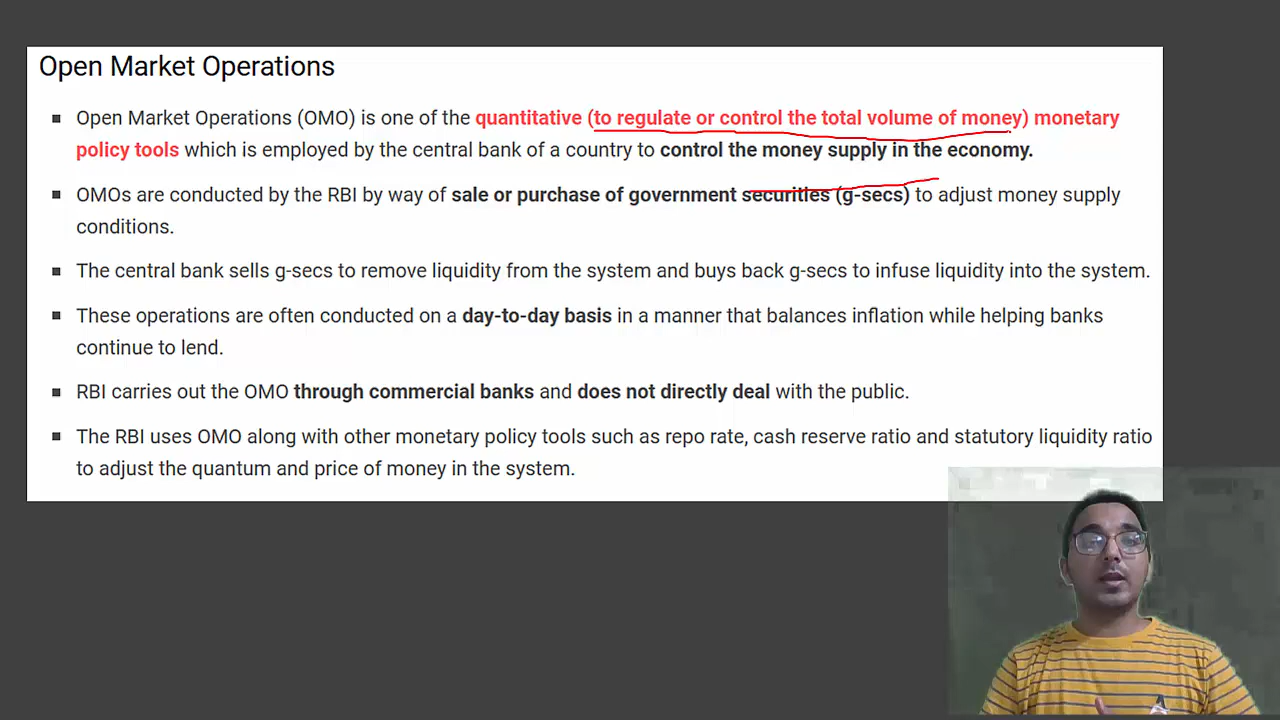 Open Market Operations
▪ Open Market Operations (OMO) is one of the quantitative (to regulate or control the total volume of money) monetary
policy tools which is employed by the central bank of a country to control the money supply in the economy.
▪ OMOs are conducted by the RBI by way of sale or purchase of government securities (g-secs) to adjust money supply
conditions.
▪ The central bank sells g-secs to remove liquidity from the system and buys back g-secs to infuse liquidity into the system.
▪ These operations are often conducted on a day-to-day basis in a manner that balances inflation while helping banks
continue to lend.
▪ RBI carries out the OMO through commercial banks and does not directly deal with the public.
▪ The RBI uses OMO along with other monetary policy tools such as repo rate, cash reserve ratio and statutory liquidity ratio
to adjust the quantum and price of money in the system.